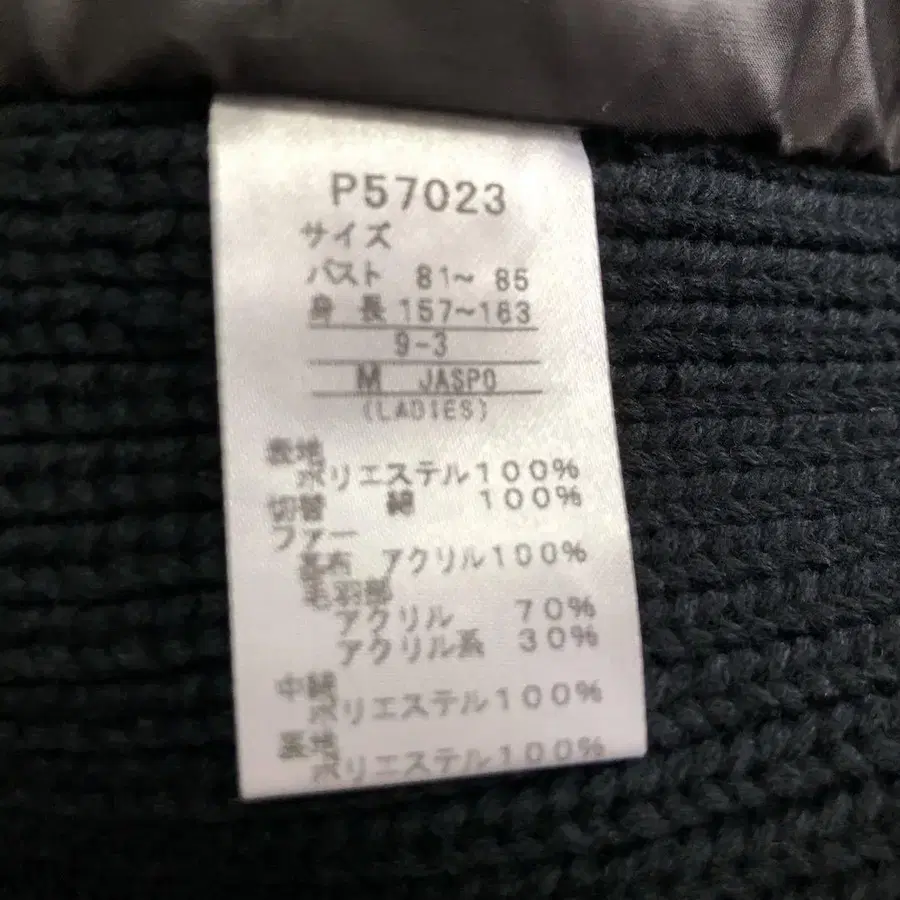 P57023
サイズ
バスト 81〜 85
身 長 157〜163
9-3
M JASPO
(LADIES)
表地
ポリエステル100%
切替 綿 100%
ファー
基布 アクリル100%
毛羽部
アクリル 70%
アクリル系 30%
中綿
ポリエステル100%
裏地
ポリエステル100%